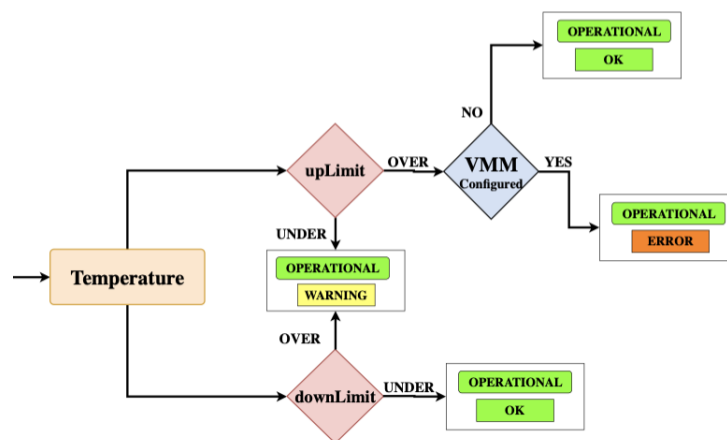 OPERATIONAL
OK
NO
upLimit
OVER
VMM
Configured
YES
OPERATIONAL
ERROR
UNDER
Temperature
OPERATIONAL
WARNING
OVER
downLimit
UNDER
OPERATIONAL
OK